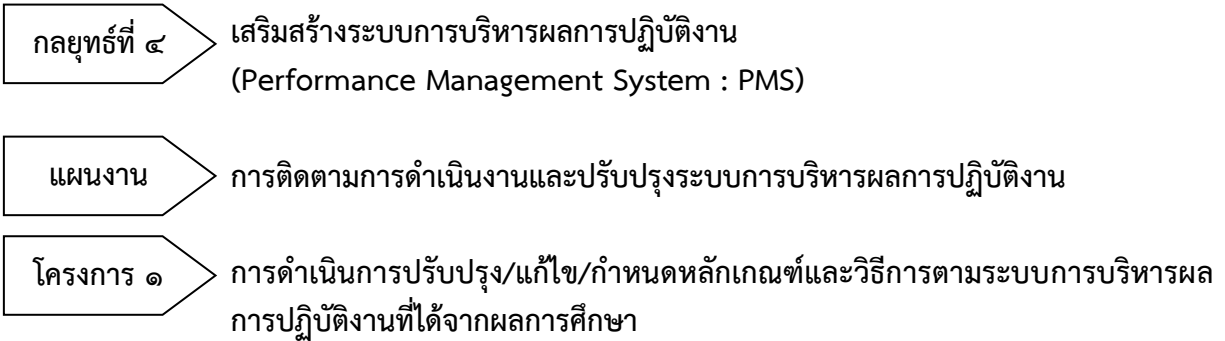 กลยุทธ์ที่ ๔ เสริมสร้างระบบการบริหารผลการปฏิบัติงาน
(Performance Management System : PMS)
แผนงาน การติดตามการดำเนินงานและปรับปรุงระบบการบริหารผลการปฏิบัติงาน
โครงการ ๑ การดำเนินการปรับปรุง/แก้ไข/กำหนดหลักเกณฑ์และวิธีการตามระบบการบริหารผล
การปฏิบัติงานที่ได้จากผลการศึกษา